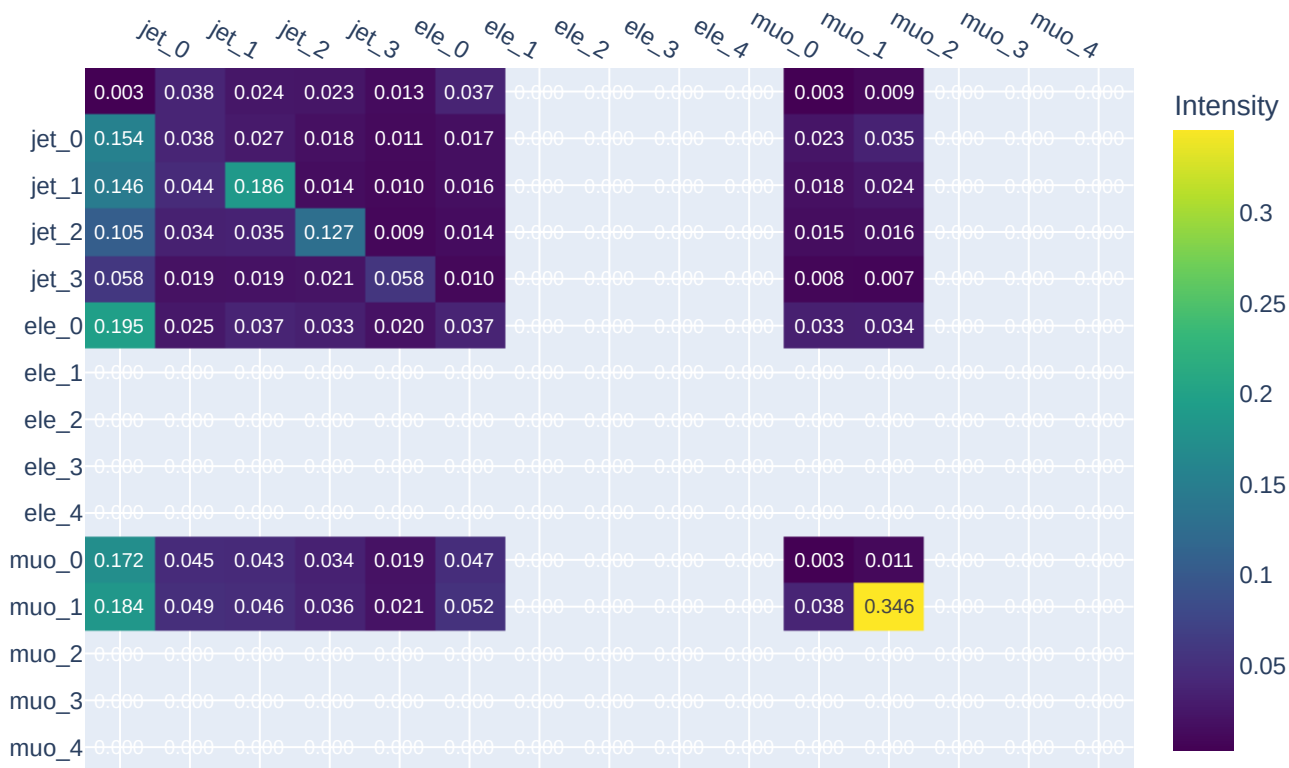 jet_0 jet_1 jet_2 jet_3 ele_0 ele_1 ele_2 ele_3 ele_4 muo_0 muo_1 muo_2 muo_3 muo_4
Intensity
0.003 0.038 0.024 0.023 0.013 0.037 0.000 0.000 0.000 0.000 0.003 0.009 0.000 0.000 0.000
jet_0 0.154 0.038 0.027 0.018 0.011 0.017 0.000 0.000 0.000 0.000 0.023 0.035 0.000 0.000 0.000
jet_1 0.146 0.044 0.186 0.014 0.010 0.016 0.000 0.000 0.000 0.000 0.018 0.024 0.000 0.000 0.000
jet_2 0.105 0.034 0.035 0.127 0.009 0.014 0.000 0.000 0.000 0.000 0.015 0.016 0.000 0.000 0.000
jet_3 0.058 0.019 0.019 0.021 0.058 0.010 0.000 0.000 0.000 0.000 0.008 0.007 0.000 0.000 0.000
ele_0 0.195 0.025 0.037 0.033 0.020 0.037 0.000 0.000 0.000 0.000 0.033 0.034 0.000 0.000 0.000
ele_1 0.000 0.000 0.000 0.000 0.000 0.000 0.000 0.000 0.000 0.000 0.000 0.000 0.000 0.000 0.000
ele_2 0.000 0.000 0.000 0.000 0.000 0.000 0.000 0.000 0.000 0.000 0.000 0.000 0.000 0.000 0.000
ele_3 0.000 0.000 0.000 0.000 0.000 0.000 0.000 0.000 0.000 0.000 0.000 0.000 0.000 0.000 0.000
ele_4 0.000 0.000 0.000 0.000 0.000 0.000 0.000 0.000 0.000 0.000 0.000 0.000 0.000 0.000 0.000
muo_0 0.172 0.045 0.043 0.034 0.019 0.047 0.000 0.000 0.000 0.000 0.003 0.011 0.000 0.000 0.000
muo_1 0.184 0.049 0.046 0.036 0.021 0.052 0.000 0.000 0.000 0.000 0.038 0.346 0.000 0.000 0.000
muo_2 0.000 0.000 0.000 0.000 0.000 0.000 0.000 0.000 0.000 0.000 0.000 0.000 0.000 0.000 0.000
muo_3 0.000 0.000 0.000 0.000 0.000 0.000 0.000 0.000 0.000 0.000 0.000 0.000 0.000 0.000 0.000
muo_4 0.000 0.000 0.000 0.000 0.000 0.000 0.000 0.000 0.000 0.000 0.000 0.000 0.000 0.000 0.000
0.3
0.25
0.2
0.15
0.1
0.05